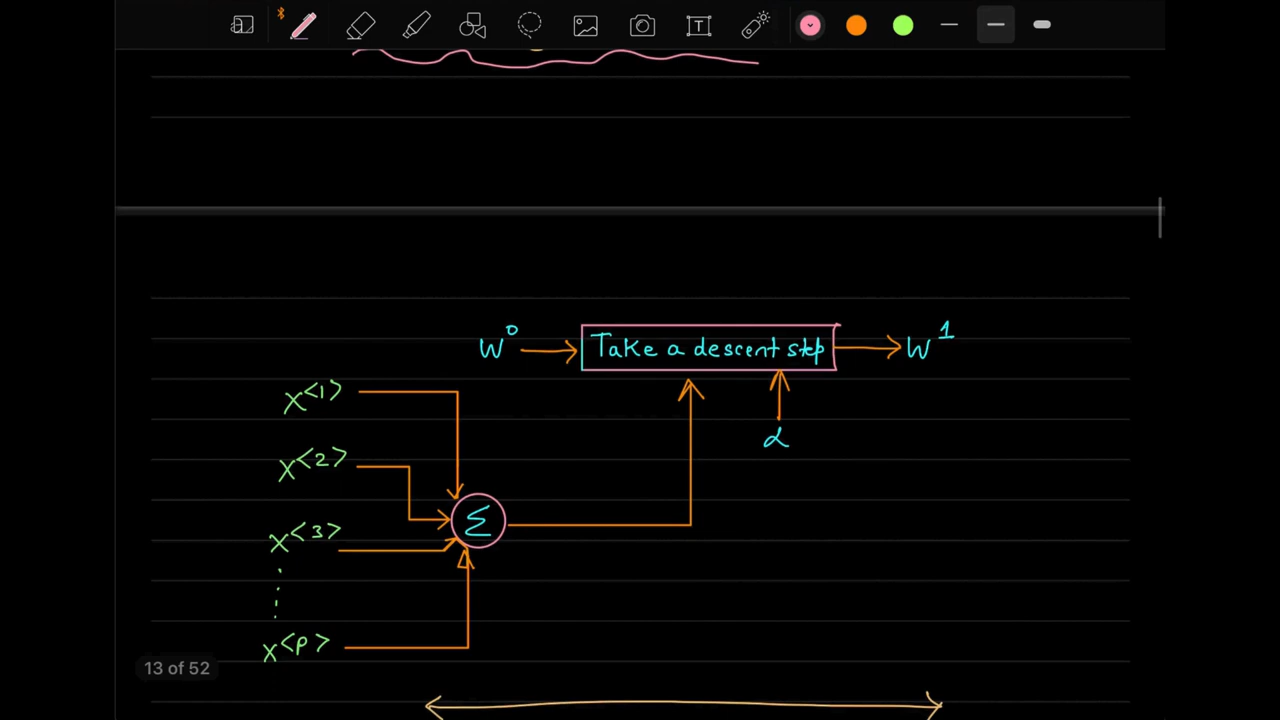 T
W⁰ Take a descent step W¹
X<1>
α
X<2>
Σ
X<3>
X<P>
13 of 52